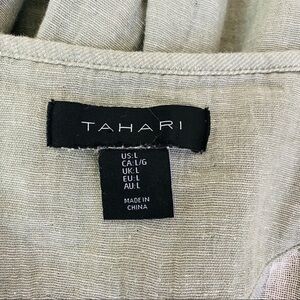 TAHARI
US:L
CA:L/G
UK:L
EU:L
AU:L
MADE IN
CHINA